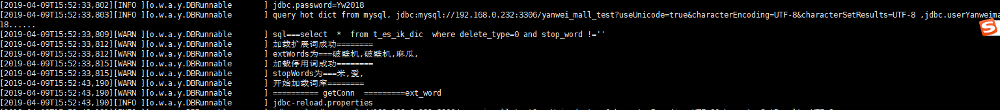 [2019-04-09T15:52:33,802][INFO ][o.w.a.y.DBRunnable       ] jdbc.password=Yw2018
[2019-04-09T15:52:33,803][INFO ][o.w.a.y.DBRunnable       ] query hot dict from mysql, jdbc:mysql://192.168.0.232:3306/yanwei_mall_test?useUnicode=true&characterEncoding=UTF-8&characterSetResults=UTF-8 ,jdbc.userYanweima
18......
[2019-04-09T15:52:33,809][WARN ][o.w.a.y.DBRunnable       ] sql===select  *  from t_es_ik_dic  where delete_type=0 and stop_word !=''
[2019-04-09T15:52:33,812][WARN ][o.w.a.y.DBRunnable       ] 加载扩展词成功========
[2019-04-09T15:52:33,812][WARN ][o.w.a.y.DBRunnable       ] extWords为===破壁机,破壁机,麻瓜,
[2019-04-09T15:52:33,815][WARN ][o.w.a.y.DBRunnable       ] 加载停用词成功========
[2019-04-09T15:52:33,815][WARN ][o.w.a.y.DBRunnable       ] stopWords为===米,爱,
[2019-04-09T15:52:43,190][WARN ][o.w.a.y.DBRunnable       ] 开始加载词库========
[2019-04-09T15:52:43,190][WARN ][o.w.a.y.DBRunnable       ] ========== getConn  =========ext_word
[2019-04-09T15:52:43,190][INFO ][o.w.a.y.DBRunnable       ] jdbc-reload.properties